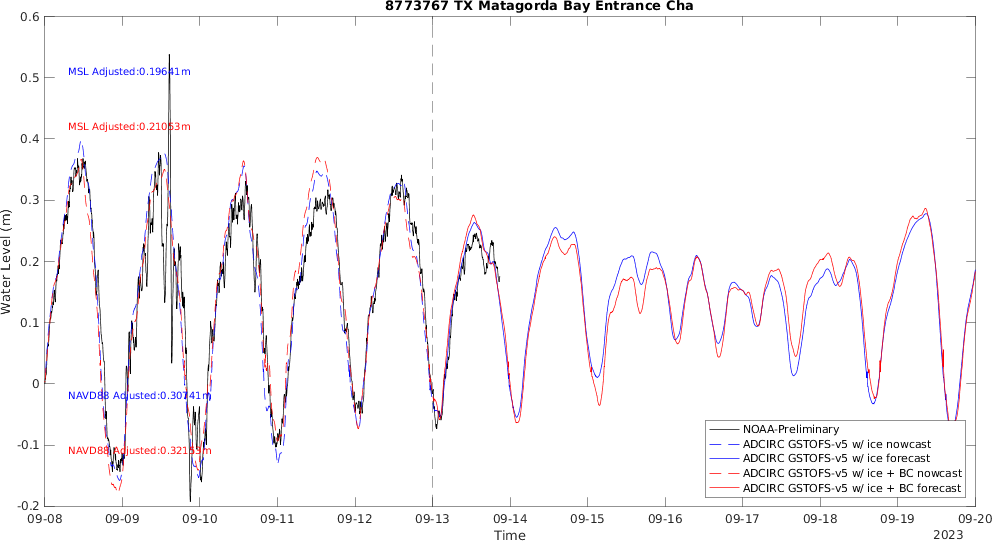 8773767 TX Matagorda Bay Entrance Cha
0.6
0.5
0.4
0.3
0.2
0.1
0
-0.1
-0.2
Water Level (m)
MSL Adjusted:0.19641m
MSL Adjusted:0.21053m
NAVD88 Adjusted:0.30741m
NAVD88 Adjusted:0.32153m
NOAA-Preliminary
ADCIRC GSTOFS-v5 w/ ice nowcast
ADCIRC GSTOFS-v5 w/ ice forecast
ADCIRC GSTOFS-v5 w/ ice + BC nowcast
ADCIRC GSTOFS-v5 w/ ice + BC forecast
09-08 09-09 09-10 09-11 09-12 09-13 09-14 09-15 09-16 09-17 09-18 09-19 09-20
Time
2023